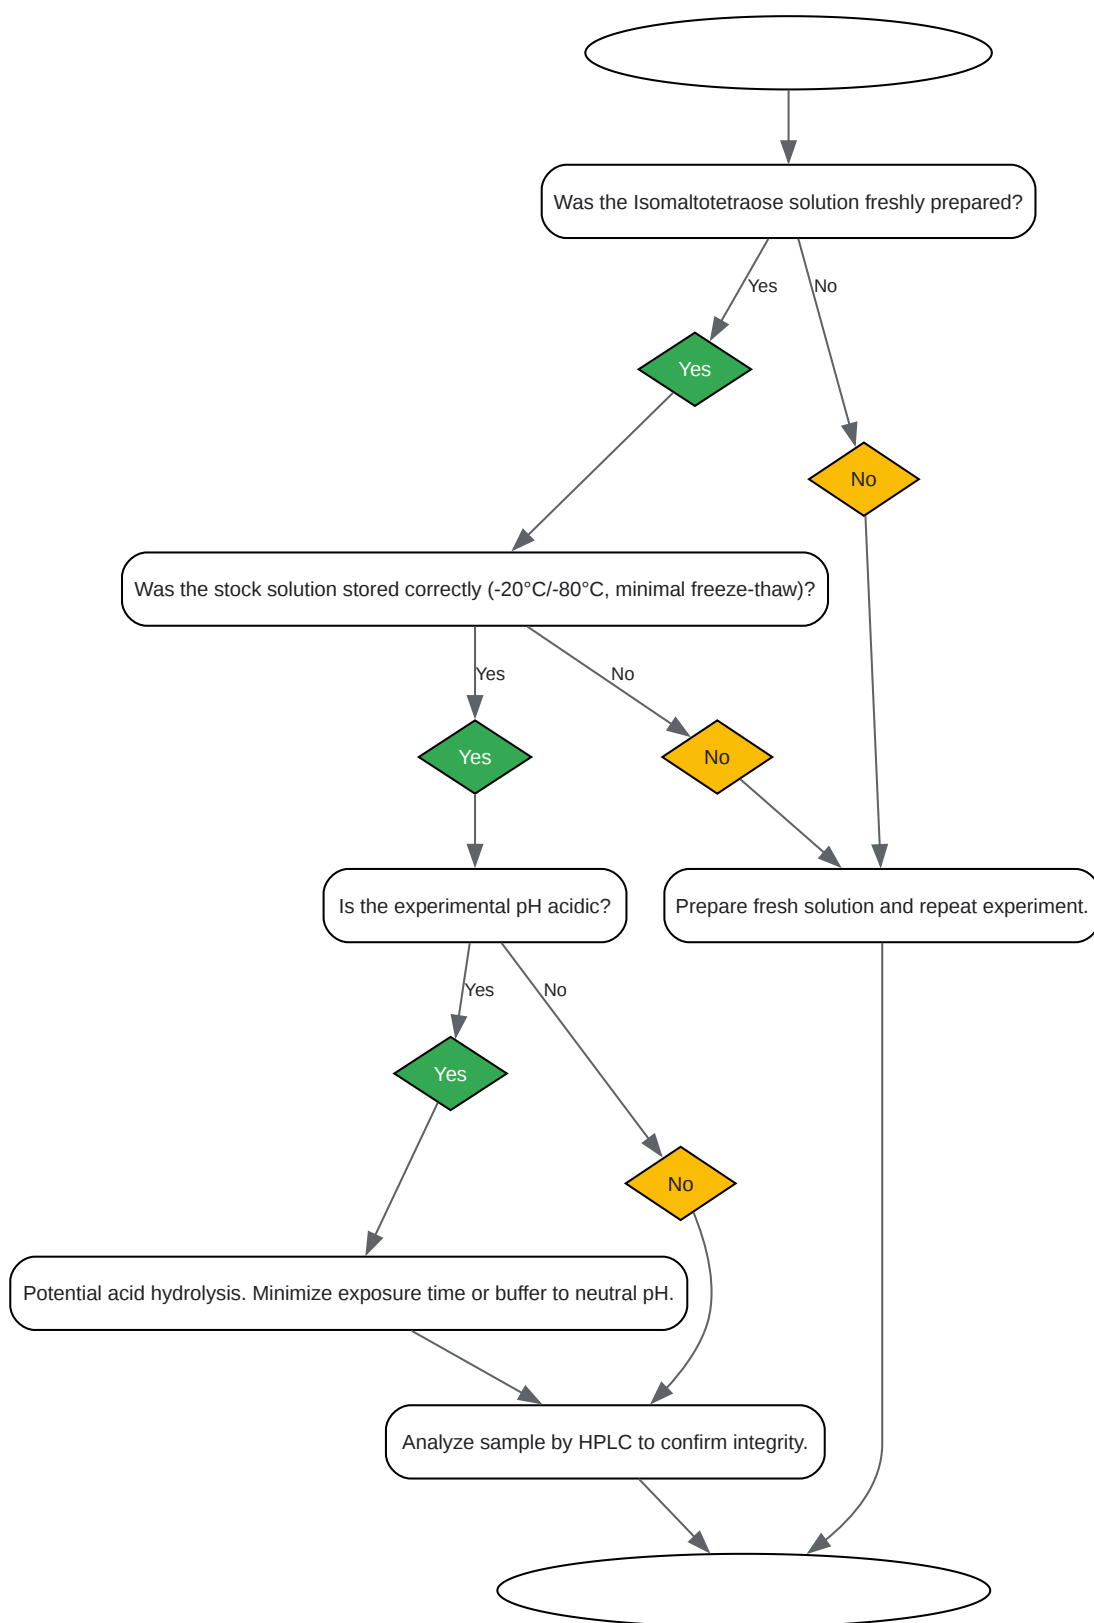 Was the Isomaltotetraose solution freshly prepared?
Yes
No
Yes
No
Was the stock solution stored correctly (-20°C/-80°C, minimal freeze-thaw)?
Yes
No
Yes
No
Is the experimental pH acidic?
Prepare fresh solution and repeat experiment.
Yes
No
Yes
No
Potential acid hydrolysis. Minimize exposure time or buffer to neutral pH.
Analyze sample by HPLC to confirm integrity.